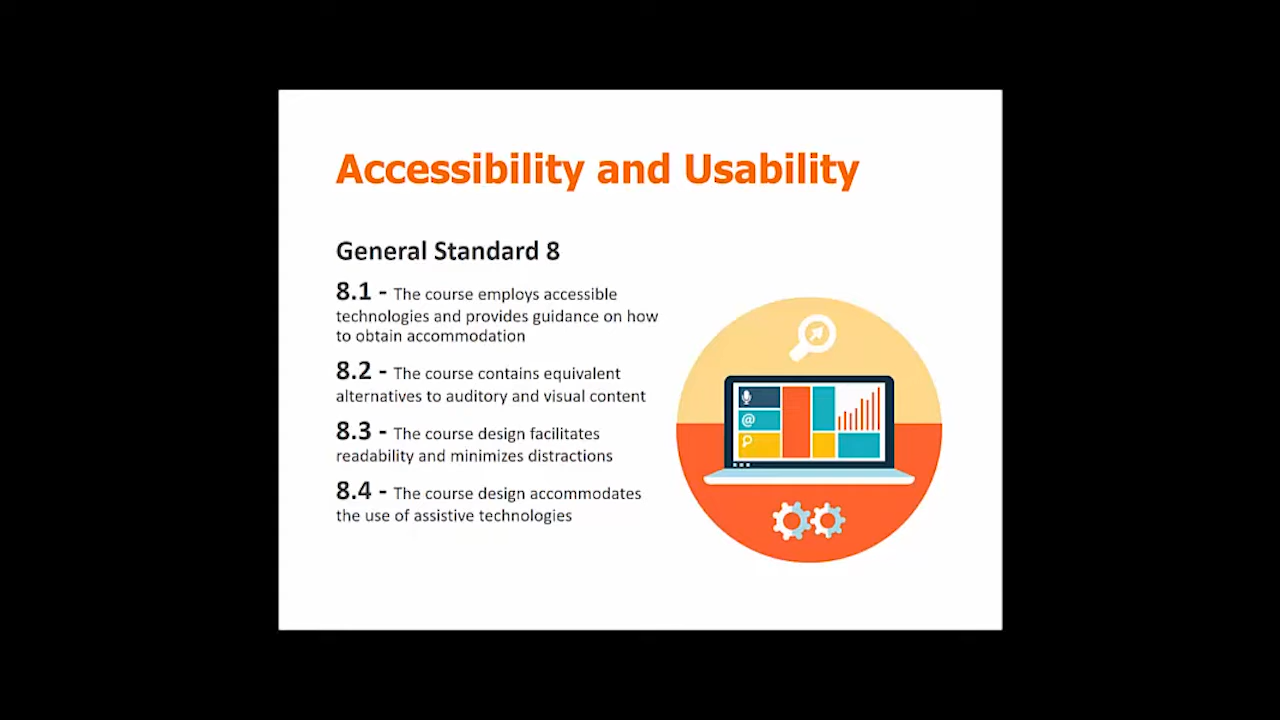 Accessibility and Usability
General Standard 8
8.1 - The course employs accessible
technologies and provides guidance on how
to obtain accommodation
8.2 - The course contains equivalent
alternatives to auditory and visual content
8.3 - The course design facilitates
readability and minimizes distractions
8.4 - The course design accommodates
the use of assistive technologies
@